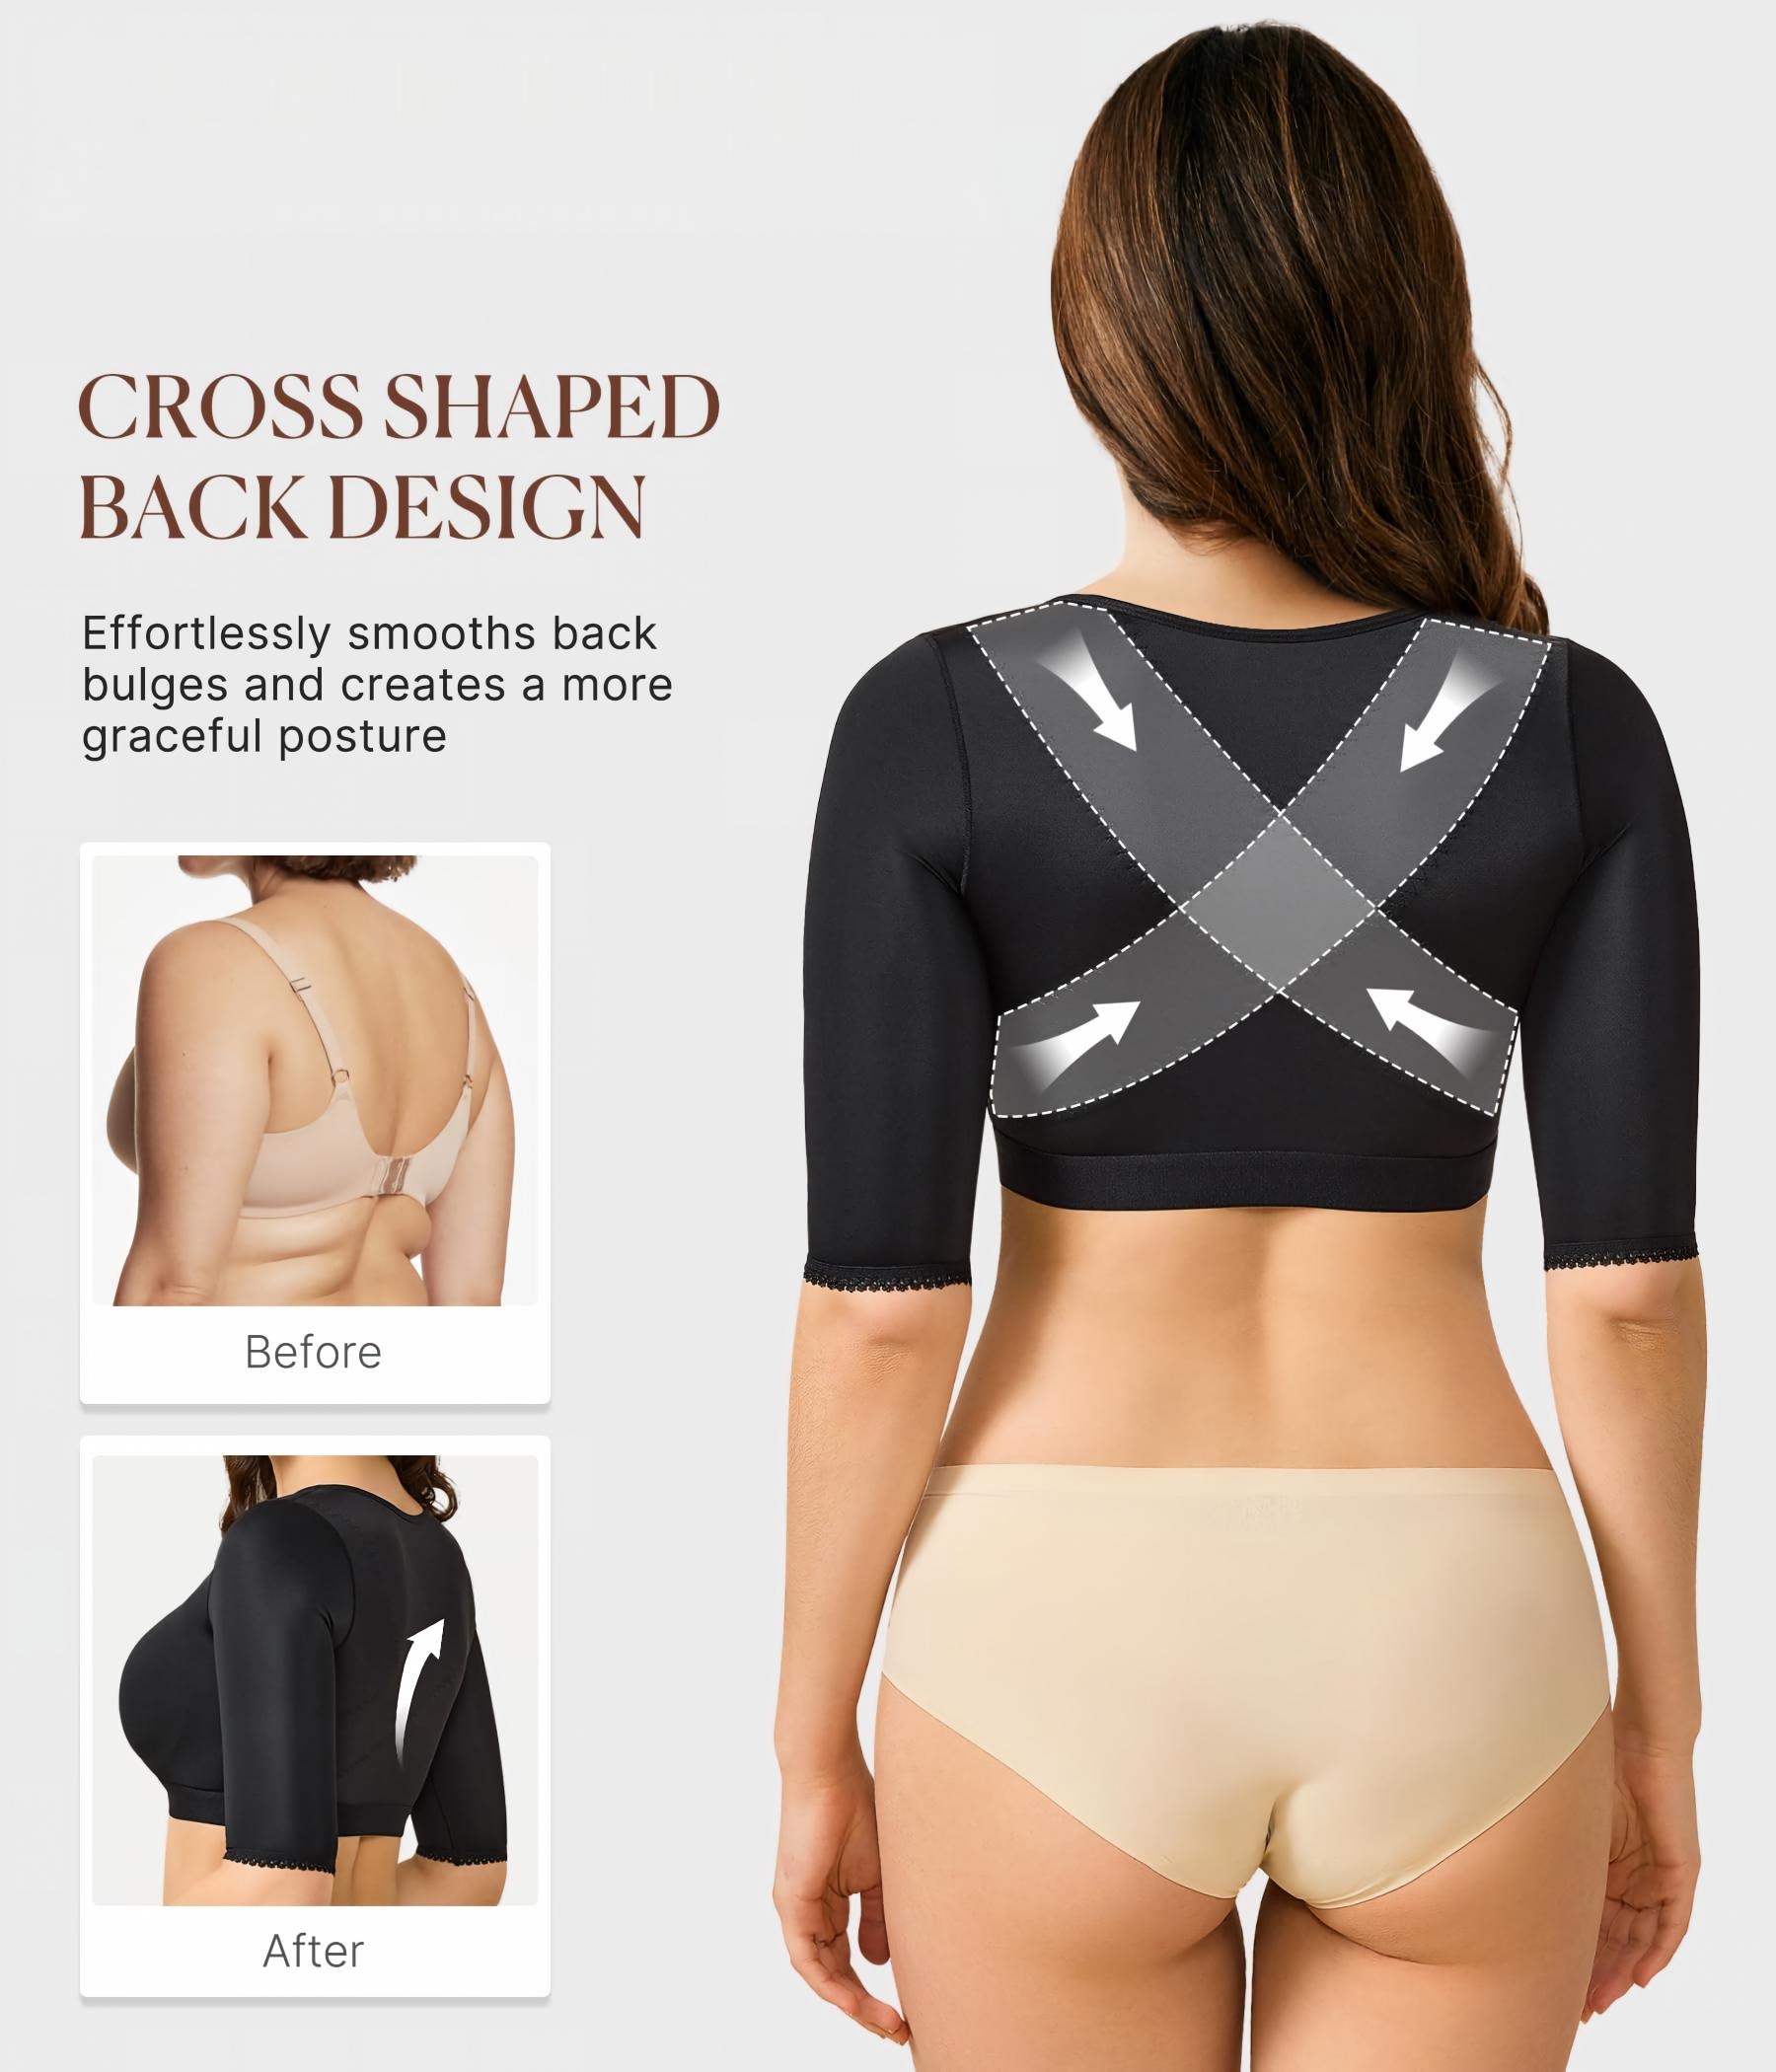 CROSS SHAPED
BACK DESIGN
Effortlessly smooths back
bulges and creates a more
graceful posture
Before
After